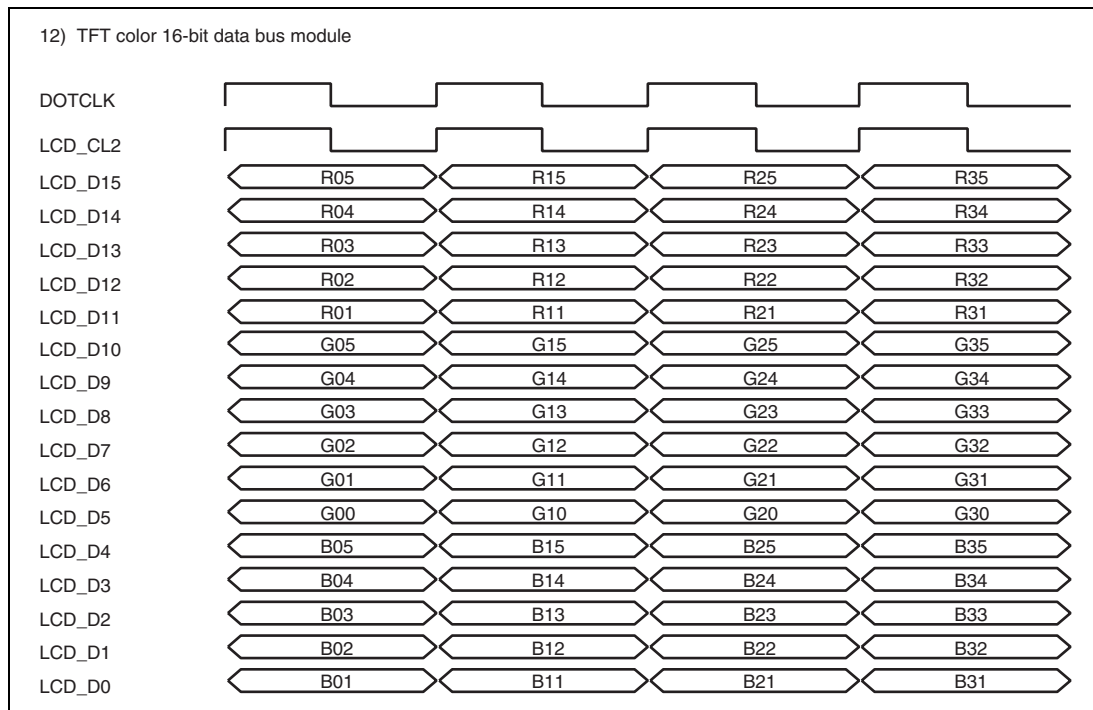 12) TFT color 16-bit data bus module
DOTCLK
LCD_CL2
LCD_D15 R05 R15 R25 R35
LCD_D14 R04 R14 R24 R34
LCD_D13 R03 R13 R23 R33
LCD_D12 R02 R12 R22 R32
LCD_D11 R01 R11 R21 R31
LCD_D10 G05 G15 G25 G35
LCD_D9 G04 G14 G24 G34
LCD_D8 G03 G13 G23 G33
LCD_D7 G02 G12 G22 G32
LCD_D6 G01 G11 G21 G31
LCD_D5 G00 G10 G20 G30
LCD_D4 B05 B15 B25 B35
LCD_D3 B04 B14 B24 B34
LCD_D2 B03 B13 B23 B33
LCD_D1 B02 B12 B22 B32
LCD_D0 B01 B11 B21 B31